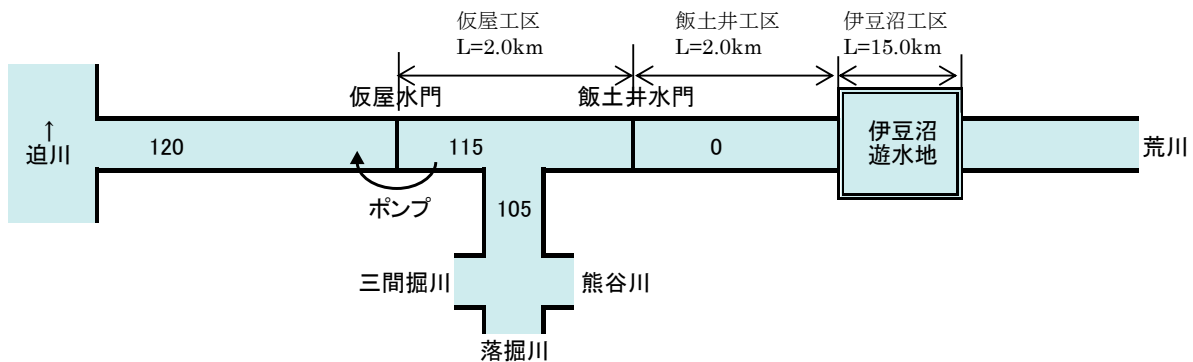 仮屋工区
L=2.0km
飯土井工区
L=2.0km
伊豆沼工区
L=15.0km
仮屋水門
飯土井水門
↑
迫川
120
115
0
伊豆沼
遊水地
荒川
ポンプ
105
三間掘川
熊谷川
落掘川